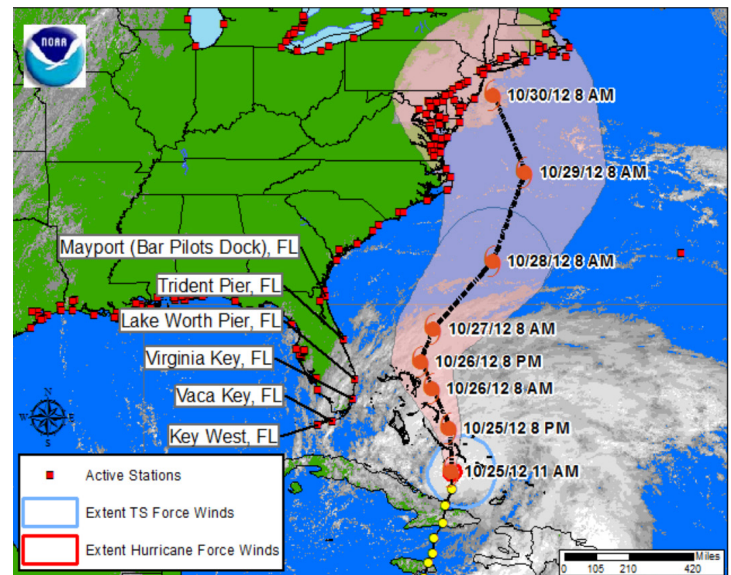 NOAA
10/30/12 8 AM
10/29/12 8 AM
Mayport (Bar Pilots Dock), FL
10/28/12 8 AM
Trident Pier, FL
Lake Worth Pier, FL
10/27/12 8 AM
Virginia Key, FL
10/26/12 8 PM
Vaca Key, FL
10/26/12 8 AM
Key West, FL
10/25/12 8 PM
N
W
E
S
10/25/12 11 AM
Active Stations
Extent TS Force Winds
Extent Hurricane Force Winds
Miles
0 105 210 420